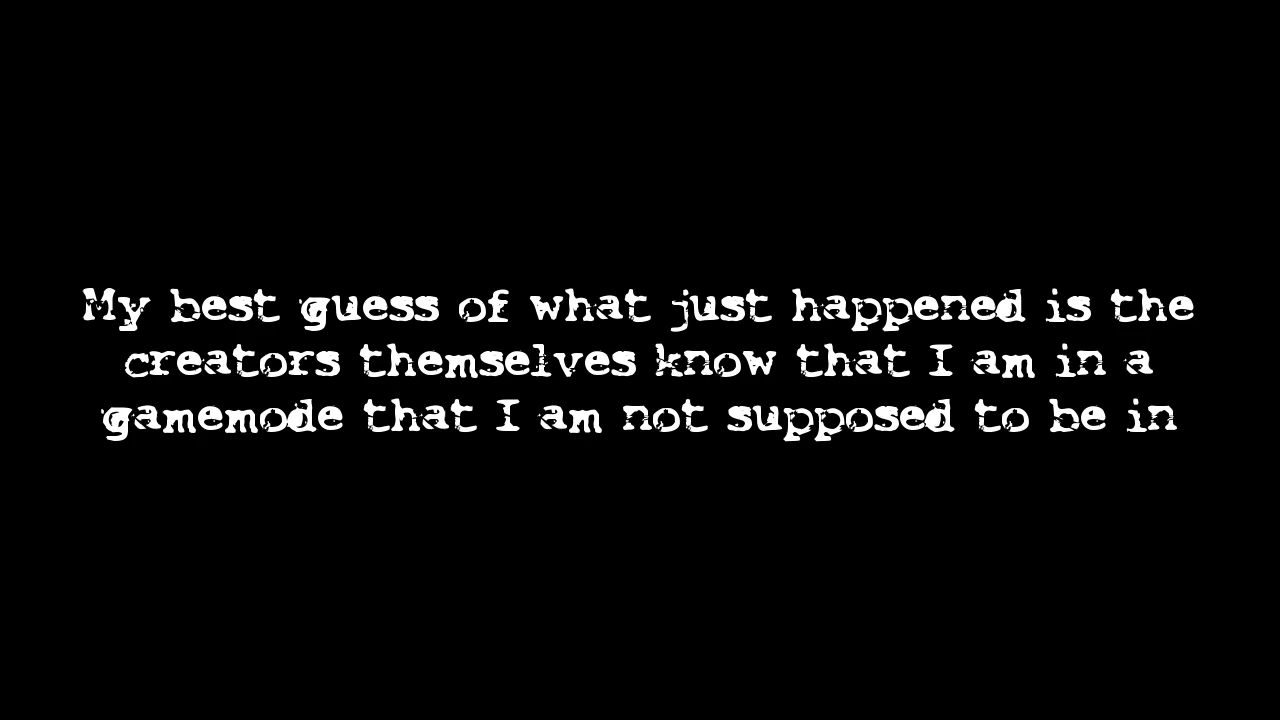 My best guess of what just happened is the
creators themselves know that I am in a
gamemode that I am not supposed to be in